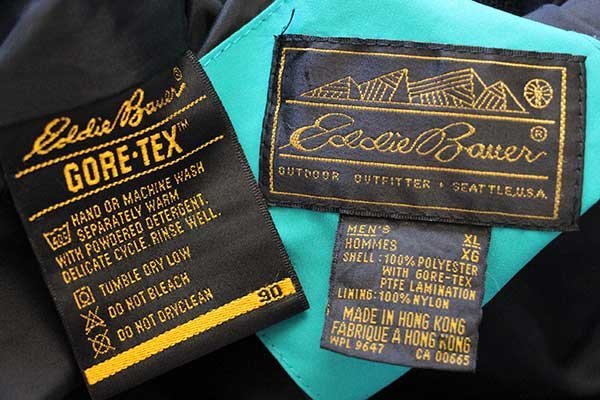 Eddie Bauer
GORE-TEX™
HAND OR MACHINE WASH
SEPARATELY WARM
WITH POWDERED DETERGENT.
DELICATE CYCLE. RINSE WELL.
TUMBLE DRY LOW
DO NOT BLEACH
DO NOT DRYCLEAN
90
Eddie Bauer®
OUTDOOR OUTFITTER • SEATTLE, U.S.A.
MEN'S XL
HOMMES XG
SHELL: 100% POLYESTER
WITH GORE-TEX
PTFE LAMINATION
LINING: 100% NYLON
MADE IN HONG KONG
FABRIQUE A HONG KONG
WPL 9647 CA 00665